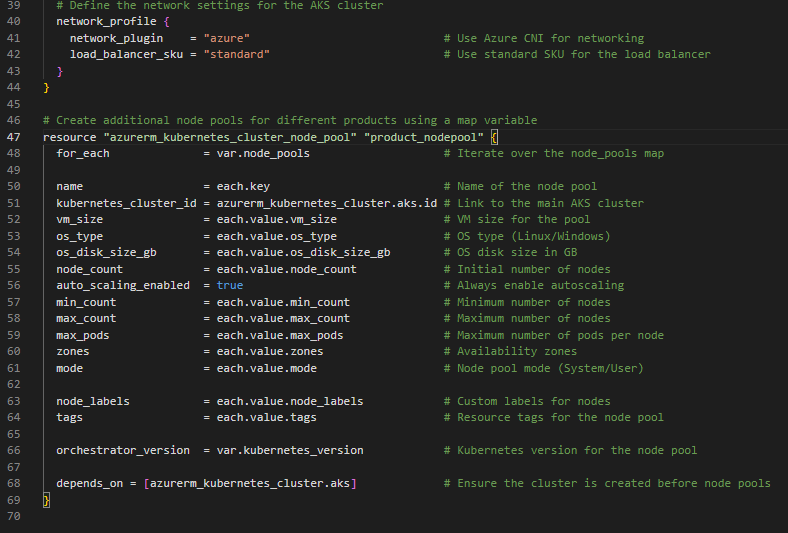 39 # Define the network settings for the AKS cluster
40 network_profile {
41 network_plugin = "azure" # Use Azure CNI for networking
42 load_balancer_sku = "standard" # Use standard SKU for the load balancer
43 }
44 }
45
46 # Create additional node pools for different products using a map variable
47 resource "azurerm_kubernetes_cluster_node_pool" "product_nodepool" {
48 for_each = var.node_pools # Iterate over the node_pools map
49
50 name = each.key # Name of the node pool
51 kubernetes_cluster_id = azurerm_kubernetes_cluster.aks.id # Link to the main AKS cluster
52 vm_size = each.value.vm_size # VM size for the pool
53 os_type = each.value.os_type # OS type (Linux/Windows)
54 os_disk_size_gb = each.value.os_disk_size_gb # OS disk size in GB
55 node_count = each.value.node_count # Initial number of nodes
56 auto_scaling_enabled = true # Always enable autoscaling
57 min_count = each.value.min_count # Minimum number of nodes
58 max_count = each.value.max_count # Maximum number of nodes
59 max_pods = each.value.max_pods # Maximum number of pods per node
60 zones = each.value.zones # Availability zones
61 mode = each.value.mode # Node pool mode (System/User)
62
63 node_labels = each.value.node_labels # Custom labels for nodes
64 tags = each.value.tags # Resource tags for the node pool
65
66 orchestrator_version = var.kubernetes_version # Kubernetes version for the node pool
67
68 depends_on = [azurerm_kubernetes_cluster.aks] # Ensure the cluster is created before node pools
69 }
70